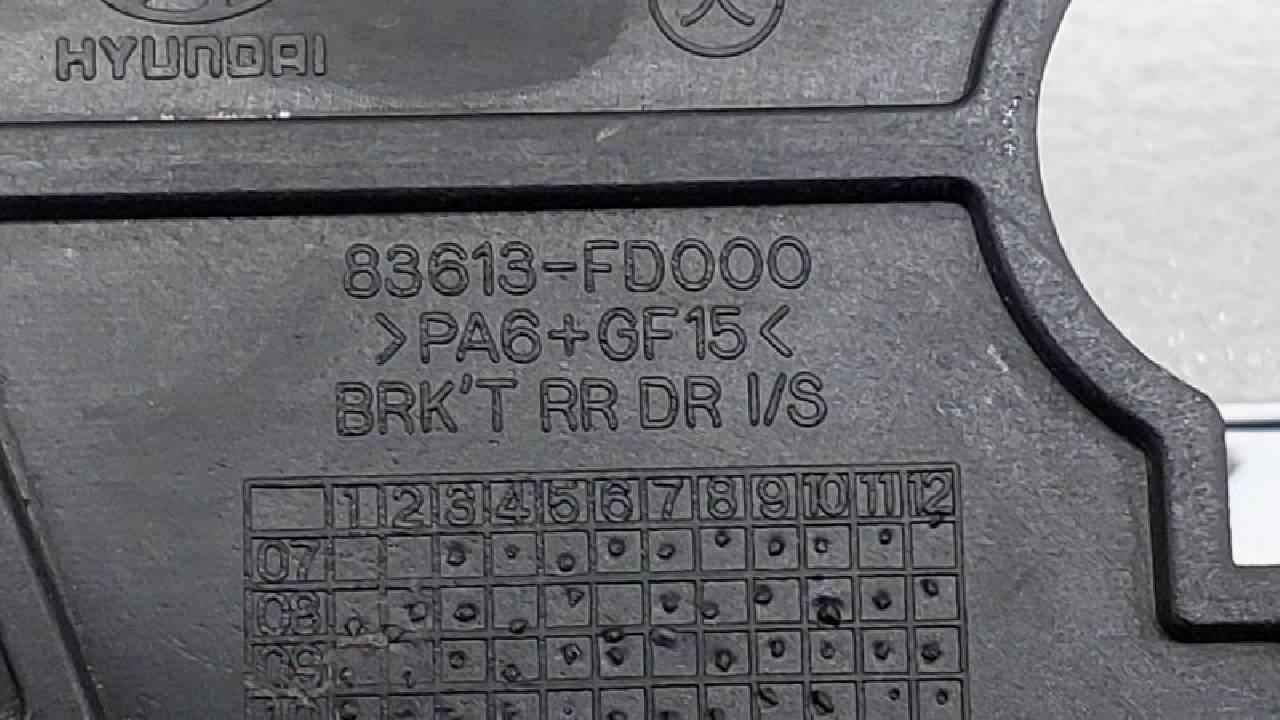 HYUNDAI
83613-FD000
>PA6+GF15<
BRK'T RR DR I/S
1 2 3 4 5 6 7 8 9 10 11 12
07
08
09
10